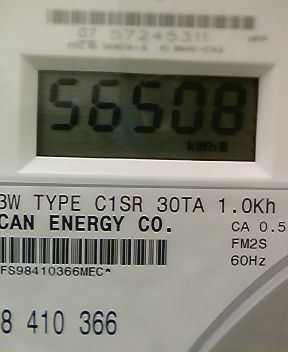 07 57245311
56508
kWh
3W TYPE C1SR 30TA 1.0Kh
CAN ENERGY CO.
CA 0.5
FM2S
60Hz
FS98410366MEC*
8 410 366